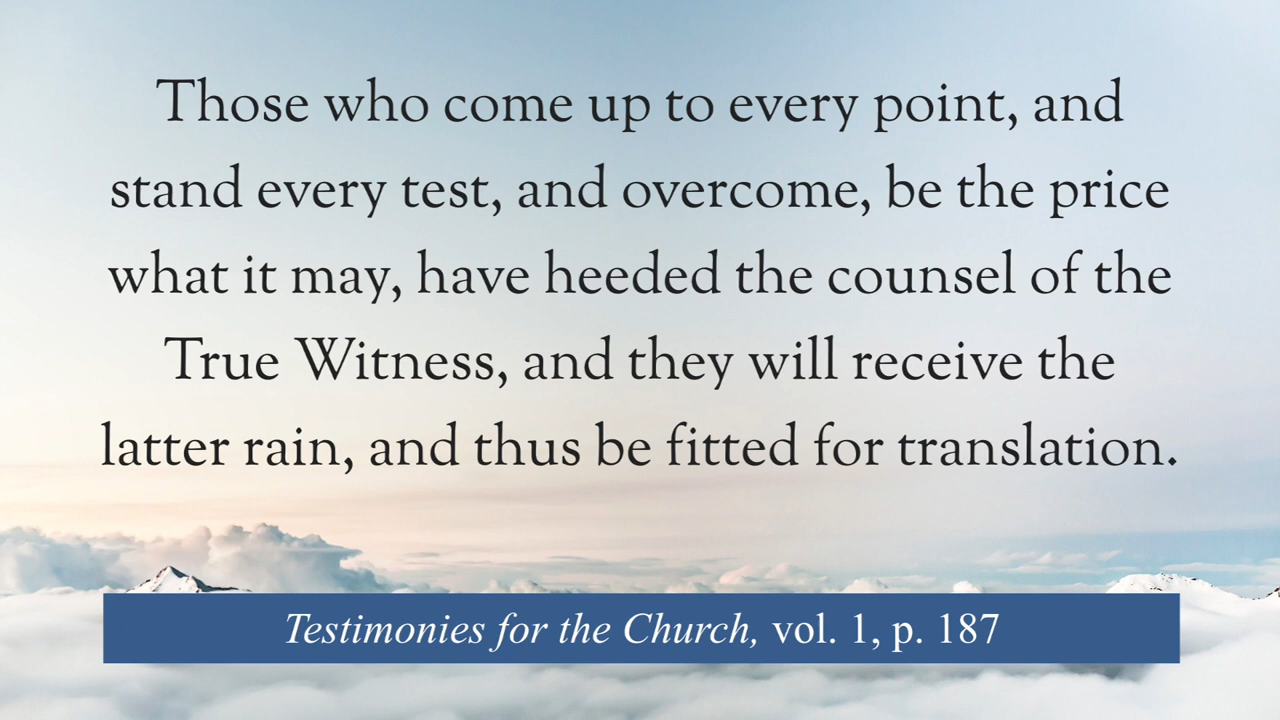 Those who come up to every point, and
stand every test, and overcome, be the price
what it may, have heeded the counsel of the
True Witness, and they will receive the
latter rain, and thus be fitted for translation.
Testimonies for the Church, vol. 1, p. 187